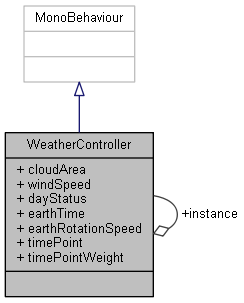 MonoBehaviour
WeatherController
+ cloudArea
+ windSpeed
+ dayStatus
+ earthTime
+ earthRotationSpeed
+ timePoint
+ timePointWeight
+instance